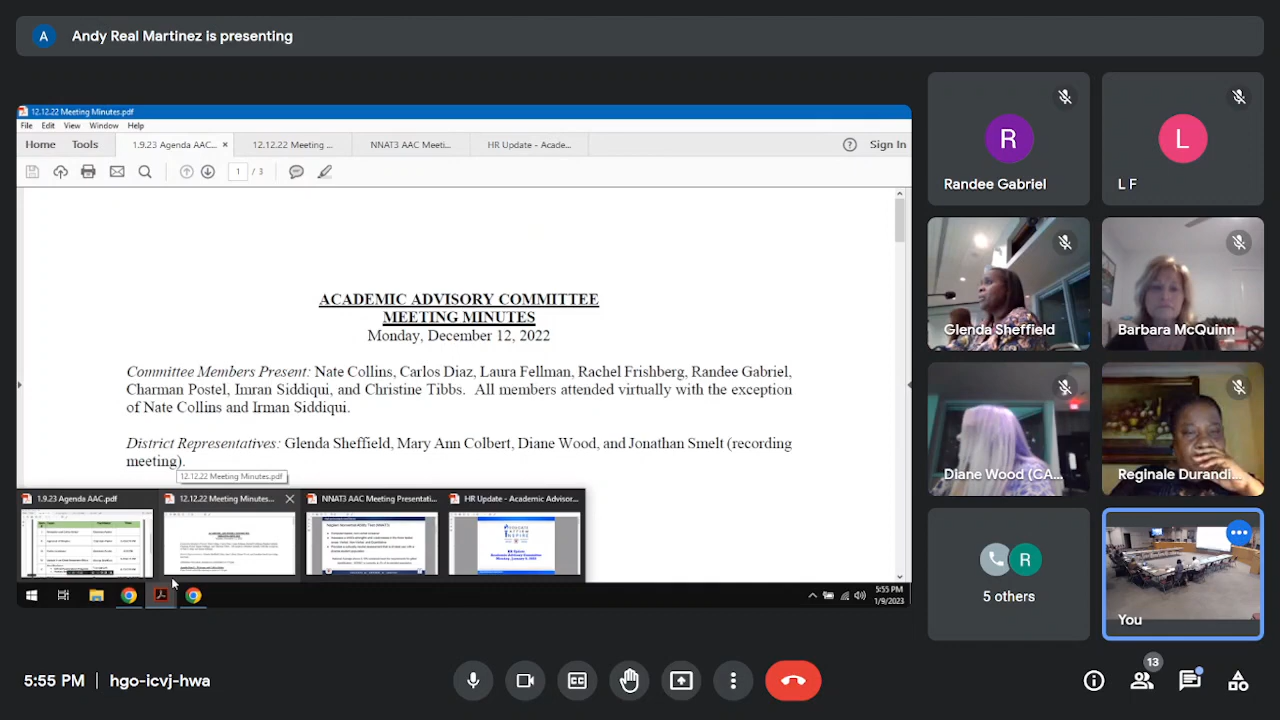 A Andy Real Martinez is presenting
12.12.22 Meeting Minutes.pdf
File Edit View Window Help
Home Tools 1.9.23 Agenda AAC... × 12.12.22 Meeting ... NNAT3 AAC Meeti... HR Update - Acade... ? Sign In
1 / 3
ACADEMIC ADVISORY COMMITTEE
MEETING MINUTES
Monday, December 12, 2022
Committee Members Present: Nate Collins, Carlos Diaz, Laura Fellman, Rachel Frishberg, Randee Gabriel,
Charman Postel, Imran Siddiqui, and Christine Tibbs. All members attended virtually with the exception
of Nate Collins and Irman Siddiqui.
District Representatives: Glenda Sheffield, Mary Ann Colbert, Diane Wood, and Jonathan Smelt (recording
meeting).
12.12.22 Meeting Minutes.pdf
1.9.23 Agenda AAC.pdf
12.12.22 Meeting Minutes...
NNAT3 AAC Meeting Presentati...
HR Update - Academic Advisor...
5:55 PM
1/9/2023
R
Randee Gabriel
L
L F
Glenda Sheffield
Barbara McQuinn
Diane Wood (CA...
Reginale Durandi...
R
5 others
You
5:55 PM | hgo-icvj-hwa
CC
13